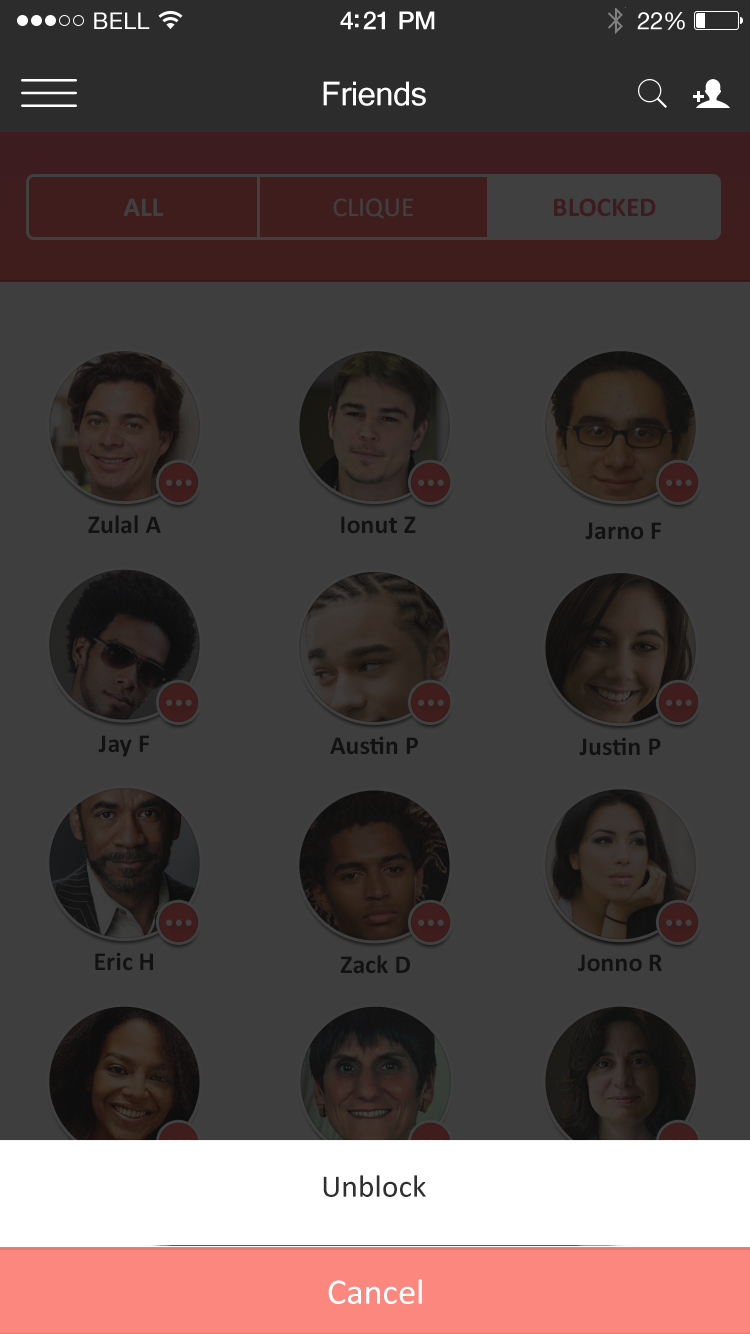 BELL 4:21 PM 22%
Friends
ALL CLIQUE BLOCKED
Zulal A Ionut Z Jarno F
Jay F Austin P Justin P
Eric H Zack D Jonno R
Unblock
Cancel